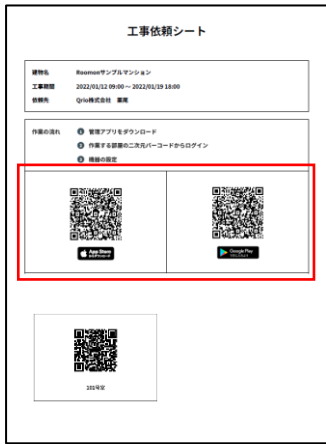 工事依頼シート
建物名 Roomeeサンプルマンション
工事期間 2022/01/12 09:00 ~ 2022/01/19 18:00
依頼先 Qrio株式会社 業商
作業の流れ ① 管理アプリをダウンロード
② 作業する部屋の二次元バーコードからログイン
③ 機器の設定
App Store
Google Play
101号室